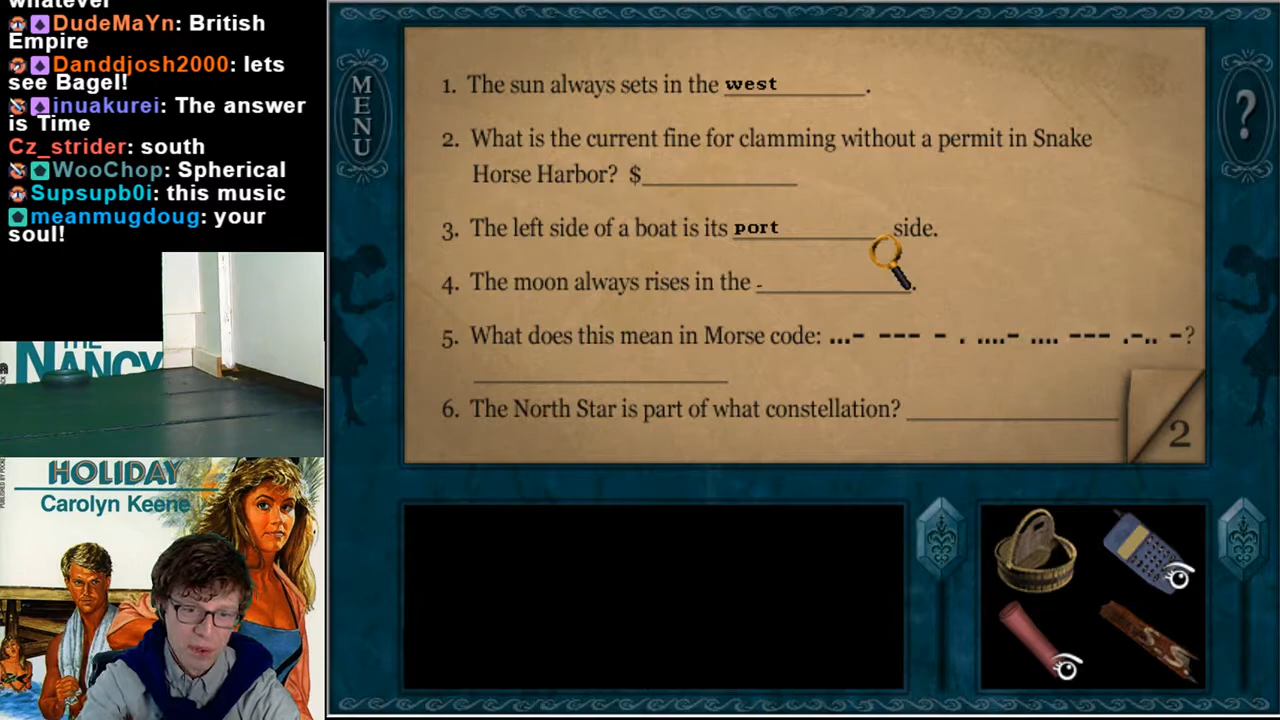 whatever
DudeMaYn: British
Empire
Danddjosh2000: lets
see Bagel!
inuakurei: The answer
is Time
Cz_strider: south
WooChop: Spherical
Supsupb0i: this music
meanmugdoug: your
soul!
THE
NANCY
HOLIDAY
Carolyn Keene
MENU
1. The sun always sets in the west.
2. What is the current fine for clamming without a permit in Snake
Horse Harbor? $
3. The left side of a boat is its port side.
4. The moon always rises in the -.
5. What does this mean in Morse code: ...- --- - . ....- .... --- .-.. -?
6. The North Star is part of what constellation?
2
?
S S